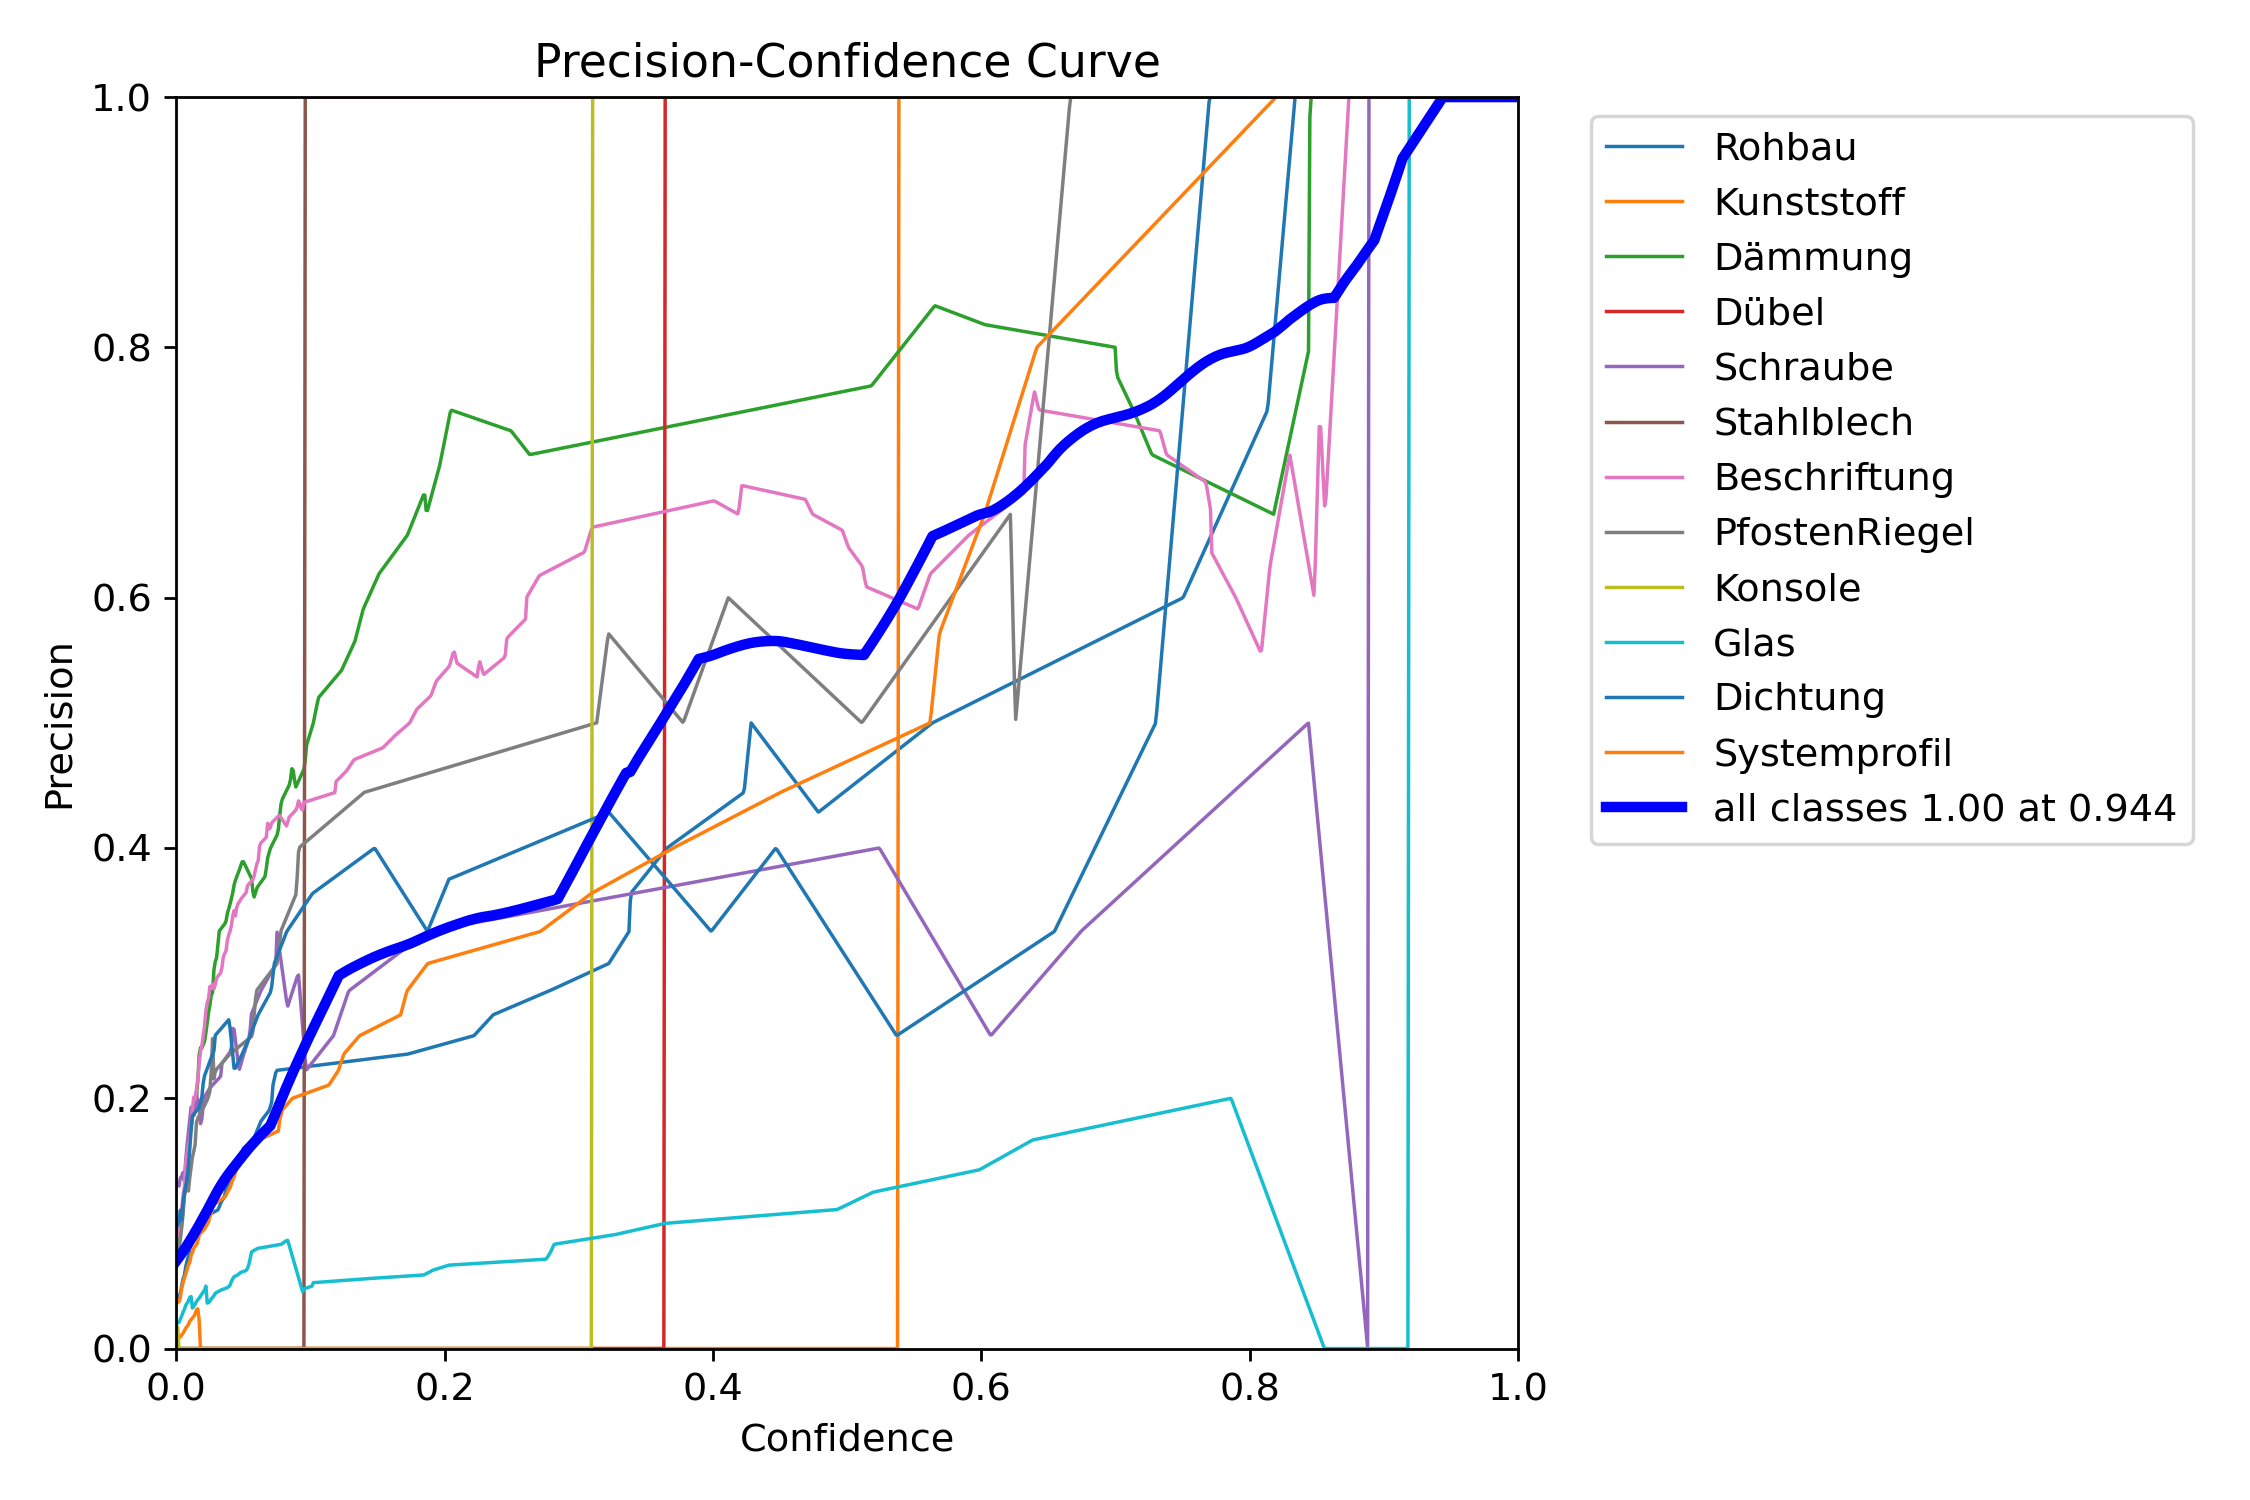 Precision-Confidence Curve
1.0
0.8
0.6
0.4
0.2
0.0
Precision
0.0 0.2 0.4 0.6 0.8 1.0
Confidence
Rohbau
Kunststoff
Dämmung
Dübel
Schraube
Stahlblech
Beschriftung
PfostenRiegel
Konsole
Glas
Dichtung
Systemprofil
all classes 1.00 at 0.944